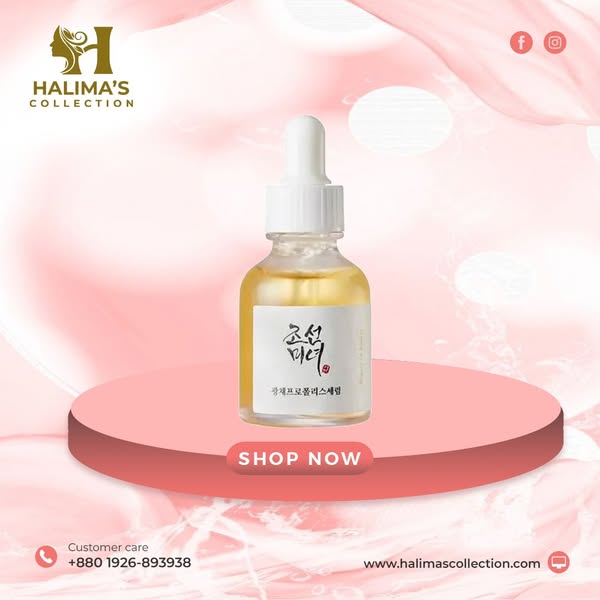 HALIMA'S
COLLECTION
조선
미녀
광채프로폴리스세럼
SHOP NOW
Customer care
+880 1926-893938
www.halimascollection.com